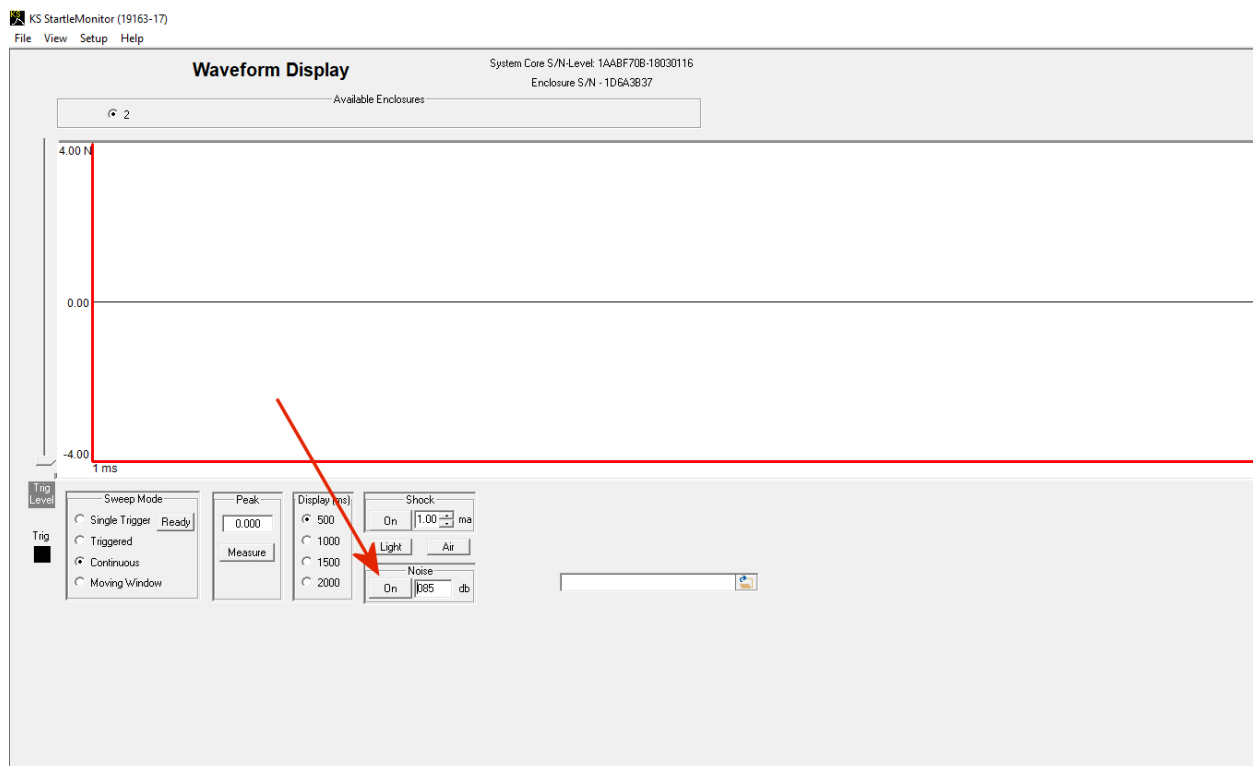 KS StartleMonitor (19163-17)
File View Setup Help
Waveform Display
System Core S/N-Level: 1AABF70B-18030116
Enclosure S/N - 1D6A3B37
Available Enclosures
2
4.00 N
0.00
-4.00
1 ms
Trig
Level
Trig
Sweep Mode
Single Trigger Ready
Triggered
Continuous
Moving Window
Peak
0.000
Measure
Display (ms)
500
1000
1500
2000
Shock
On 1.00 ma
Light Air
Noise
On 085 db